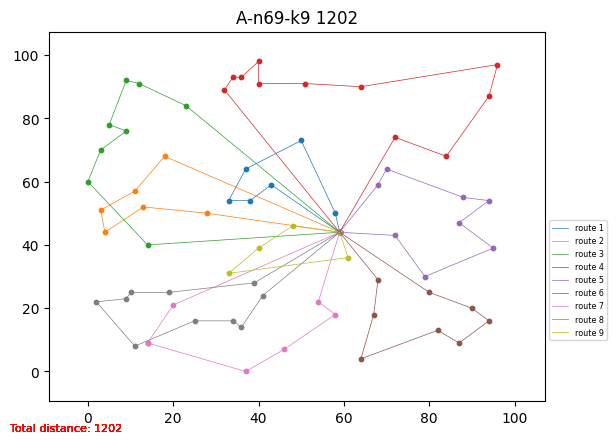 A-n69-k9 1202
100
80
60
40
20
0
0 20 40 60 80 100
route 1
route 2
route 3
route 4
route 5
route 6
route 7
route 8
route 9
Total distance: 1202